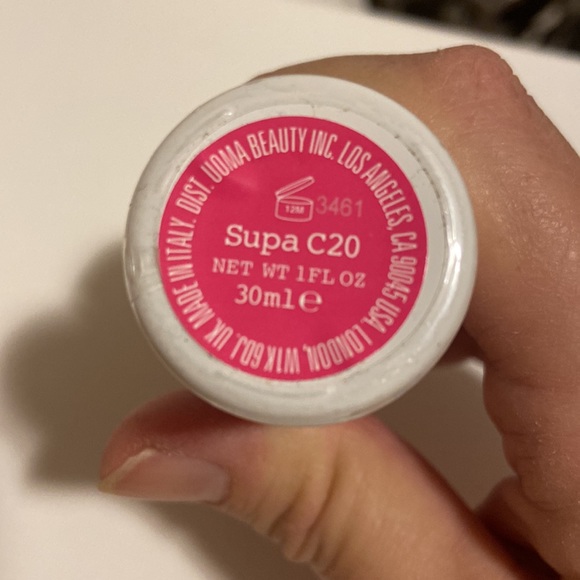 DIST. UOMA BEAUTY INC. LOS ANGELES, CA 90045 USA. LONDON, W1K 6DJ. UK. MADE IN ITALY.
12M 3461
Supa C20
NET WT 1FL OZ
30ml℮